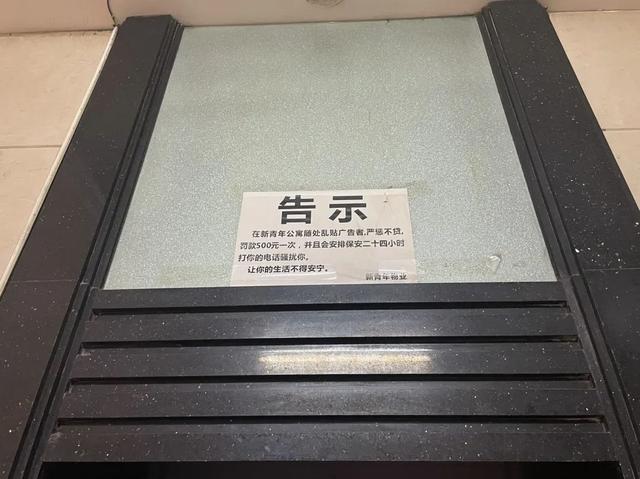 告示
在新青年公寓随处乱贴广告者,严惩不贷,
罚款500元一次，并且会安排保安二十四小时
打你的电话骚扰你,
让你的生活不得安宁。
新青年物业